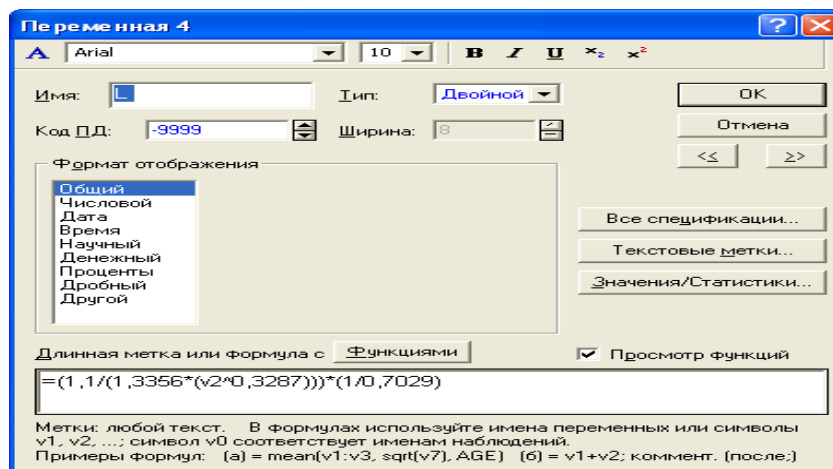 Переменная 4
A Arial 10 B I U ×₂ ×²
Имя: L Тип: Двойной OK
Код ПД: -9999 Ширина: 8 Отмена
<< >>
Формат отображения
Общий
Числовой
Дата
Время
Научный
Денежный
Проценты
Дробный
Другой
Все спецификации...
Текстовые метки...
Значения/Статистики...
Длинная метка или формула с Функциями Просмотр функций
=(1,1/(1,3356*(v2^0,3287)))*(1/0,7029)
Метки: любой текст. В формулах используйте имена переменных или символы
v1, v2, ...; символ v0 соответствует именам наблюдений.
Примеры формул: (а) = mean(v1:v3, sqrt(v7), AGE) (б) = v1+v2; коммент. (после;)